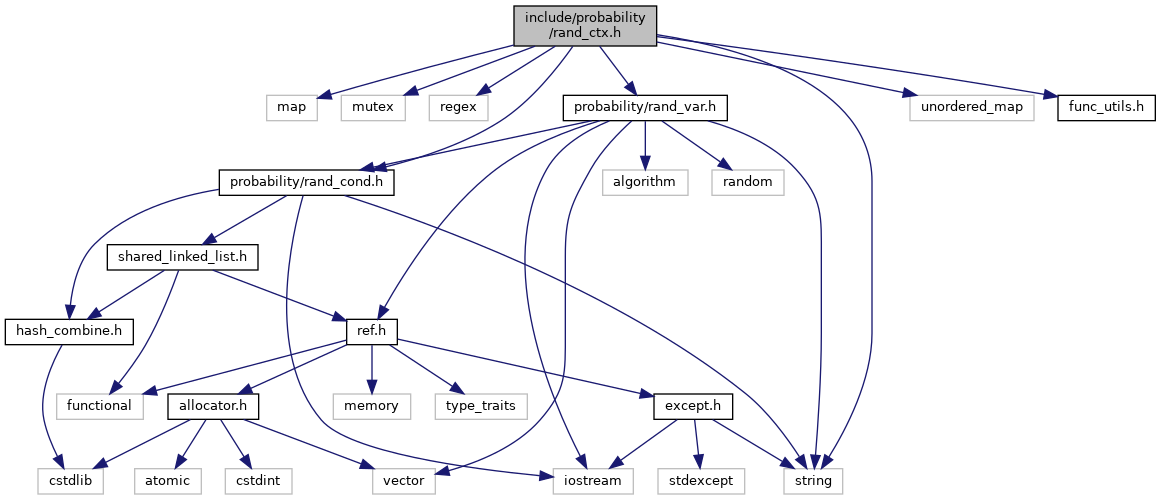 include/probability
/rand_ctx.h
map
mutex
regex
probability/rand_var.h
unordered_map
func_utils.h
probability/rand_cond.h
algorithm
random
shared_linked_list.h
hash_combine.h
ref.h
functional
allocator.h
memory
type_traits
except.h
cstdlib
atomic
cstdint
vector
iostream
stdexcept
string